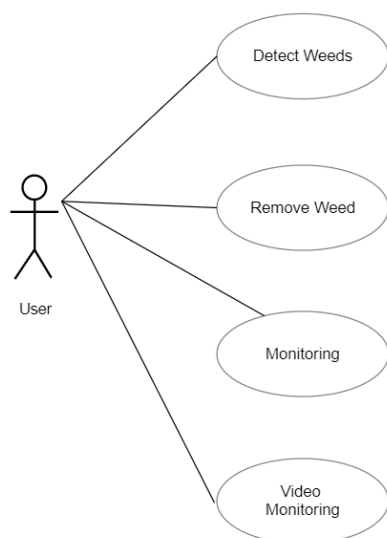 Detect Weeds
Remove Weed
User
Monitoring
Video
Monitoring